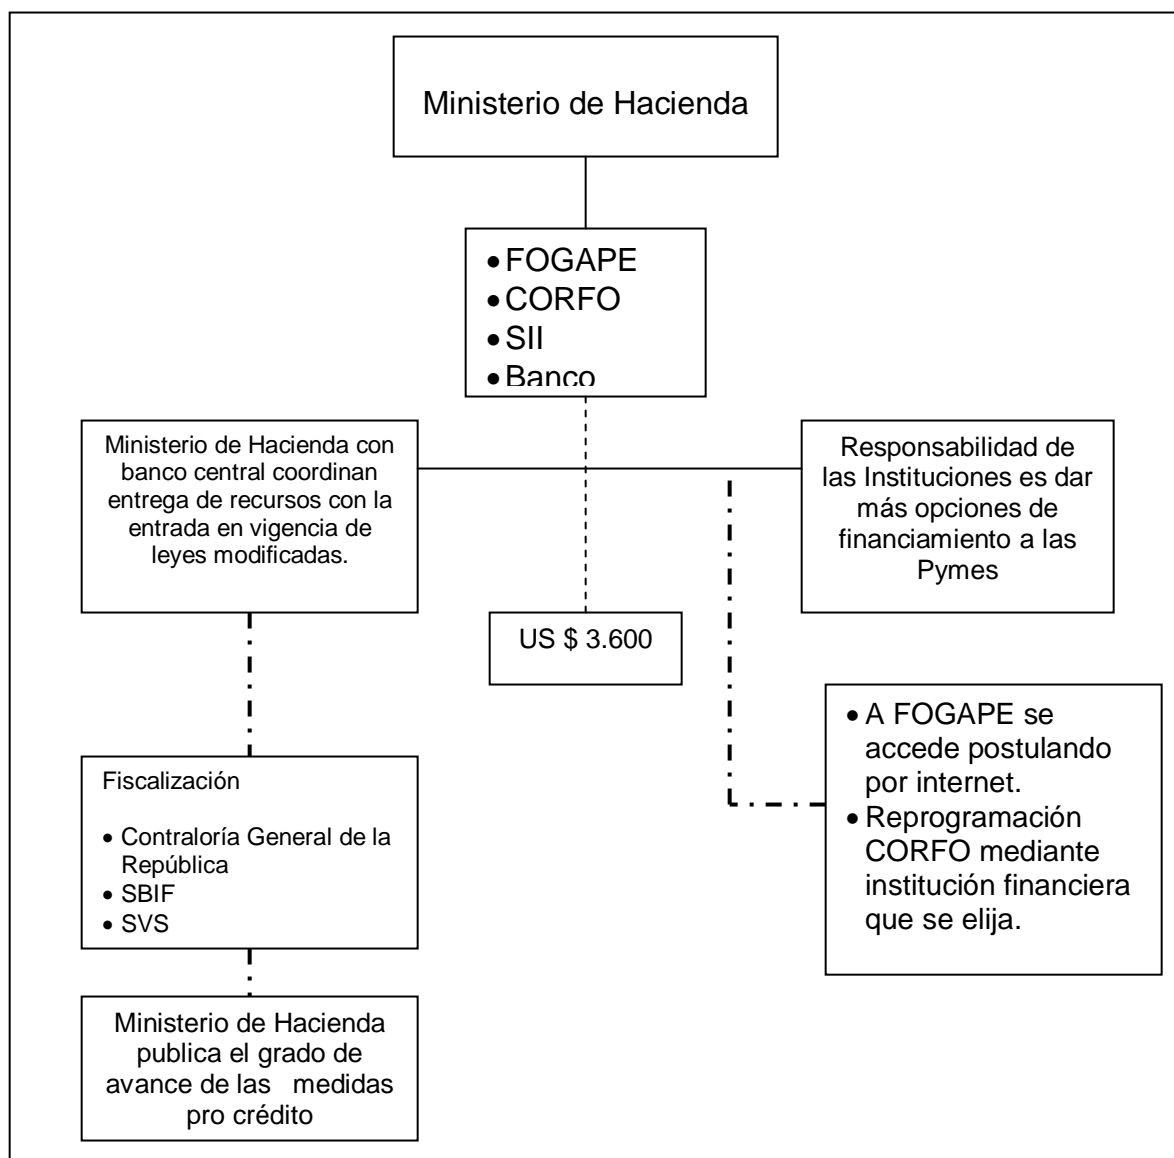 Ministerio de Hacienda
• FOGAPE
• CORFO
• SII
• Banco
Ministerio de Hacienda con
banco central coordinan
entrega de recursos con la
entrada en vigencia de
leyes modificadas.
Responsabilidad de
las Instituciones es dar
más opciones de
financiamiento a las
Pymes
US $ 3.600
• A FOGAPE se
accede postulando
por internet.
• Reprogramación
CORFO mediante
institución financiera
que se elija.
Fiscalización
• Contraloría General de la
República
• SBIF
• SVS
Ministerio de Hacienda
publica el grado de
avance de las medidas
pro crédito